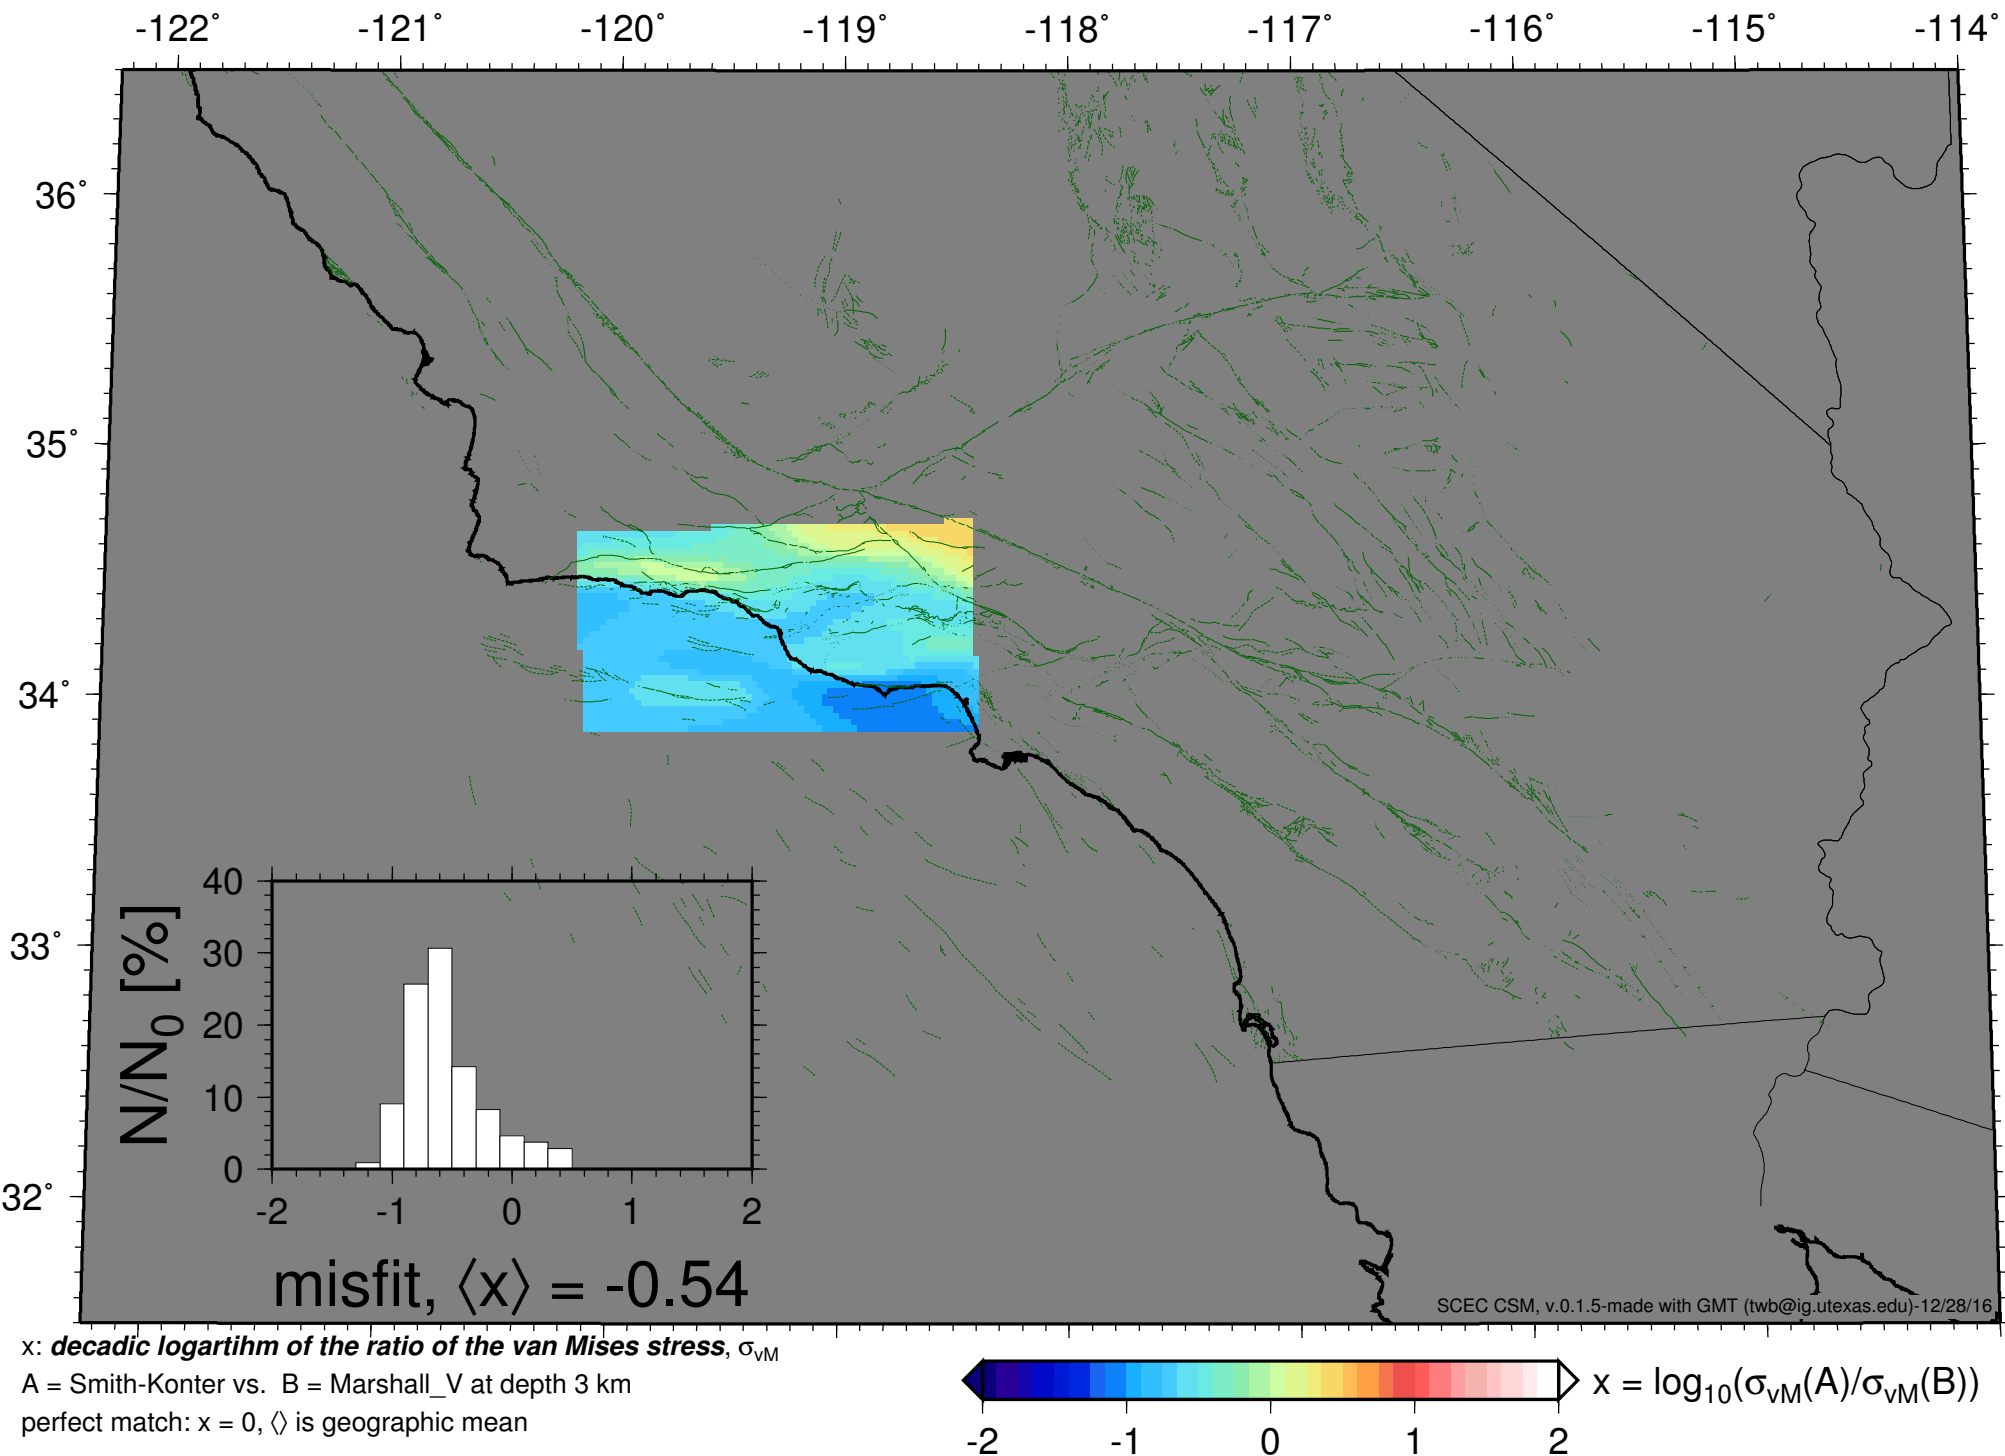 -122° -121° -120° -119° -118° -117° -116° -115° -114°
36°
35°
34°
33°
32°
N/N0 [%]
40
30
20
10
0
-2 -1 0 1 2
misfit, ⟨x⟩ = -0.54
SCEC CSM, v.0.1.5-made with GMT (twb@ig.utexas.edu)-12/28/16
x: decadic logartihm of the ratio of the van Mises stress, σvM
A = Smith-Konter vs. B = Marshall_V at depth 3 km
perfect match: x = 0, ⟨⟩ is geographic mean
x = log10(σvM(A)/σvM(B))
-2 -1 0 1 2